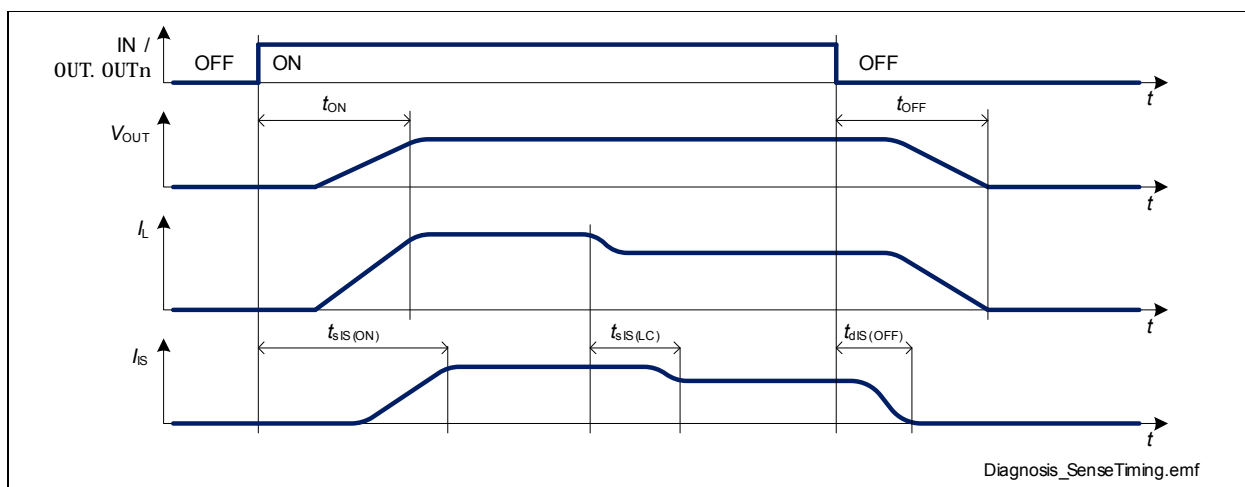 IN /
OUT. OUTn
OFF
ON
OFF
t
tON
tOFF
VOUT
t
IL
t
tsIS(ON)
tsIS(LC)
tdIS(OFF)
IIS
t
Diagnosis_SenseTiming.emf